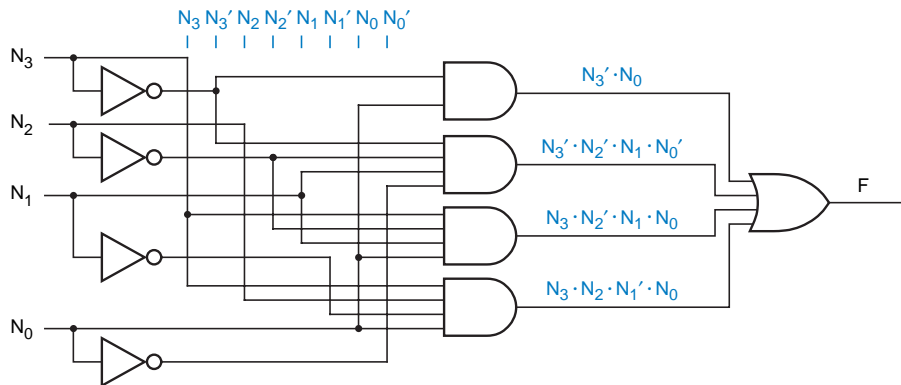 N3 N3′ N2 N2′ N1 N1′ N0 N0′
N3
N3′ · N0
N2
N3′ · N2′ · N1 · N0′
N1
F
N3 · N2′ · N1 · N0
N3 · N2 · N1′ · N0
N0